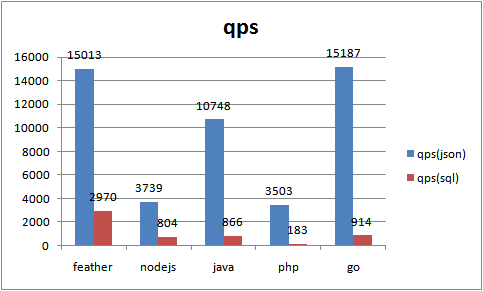 qps
16000
14000
12000
10000
8000
6000
4000
2000
0
15013
2970
3739
804
10748
866
3503
183
15187
914
feather
nodejs
java
php
go
qps(json)
qps(sql)